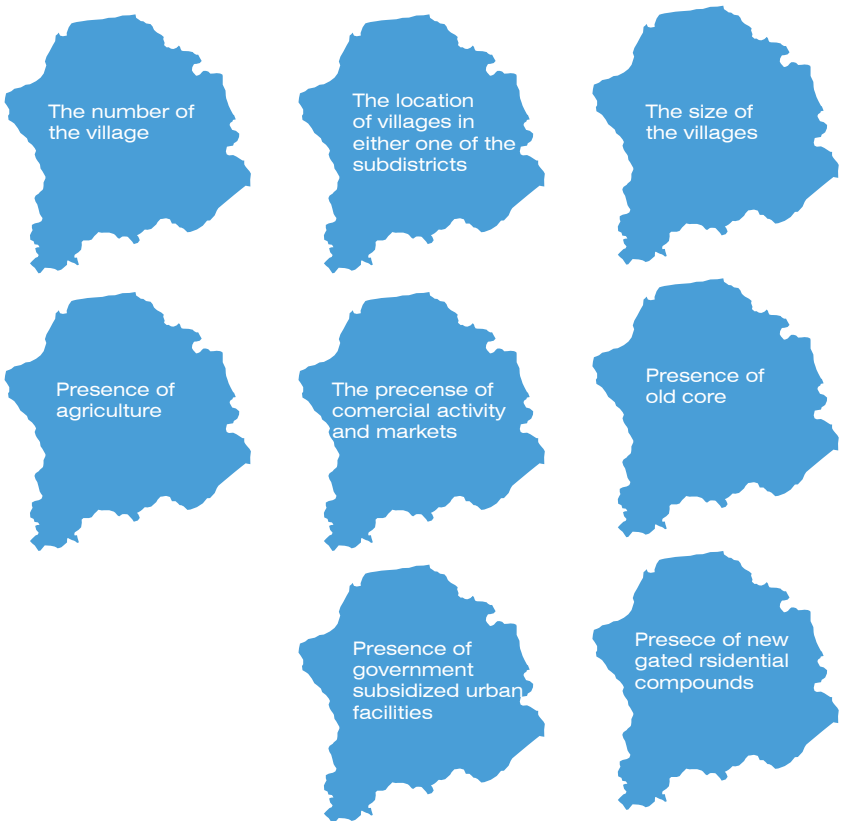 The number of
the village
The location
of villages in
either one of the
subdistricts
The size of
the villages
Presence of
agriculture
The precense of
comercial activity
and markets
Presence of
old core
Presence of
government
subsidized urban
facilities
Presece of new
gated rsidential
compounds